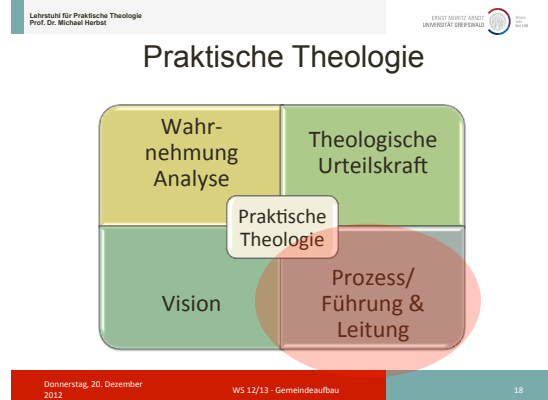 Lehrstuhl für Praktische Theologie
Prof. Dr. Michael Herbst
ERNST MORITZ ARNDT
UNIVERSITÄT GREIFSWALD
Praktische Theologie
Wahr-
nehmung
Analyse
Theologische
Urteilskraft
Praktische
Theologie
Vision
Prozess/
Führung &
Leitung
Donnerstag, 20. Dezember
2012
WS 12/13 - Gemeindeaufbau
18